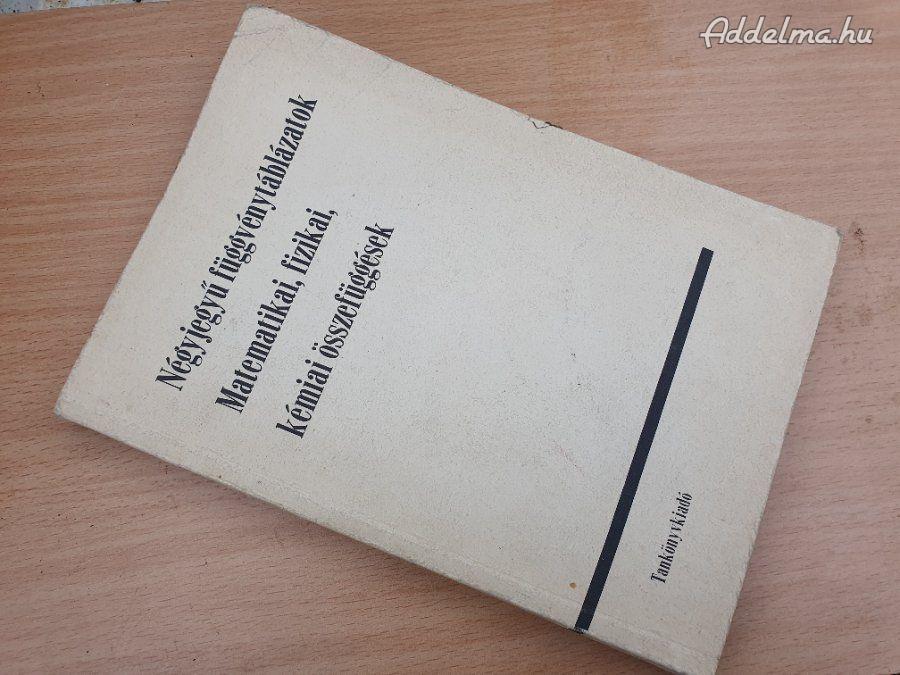 Addelma.hu
Négyjegyű függvénytáblázatok
Matematikai, fizikai,
kémiai összefüggések
Tankönyvkiadó